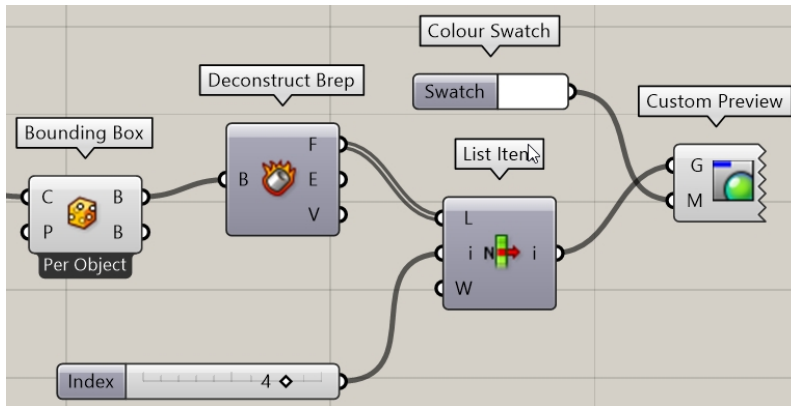 Colour Swatch
Deconstruct Brep
Swatch
Custom Preview
Bounding Box
List Item
F
B E
V
G
M
C B
P B
Per Object
L
i N i
W
Index 4